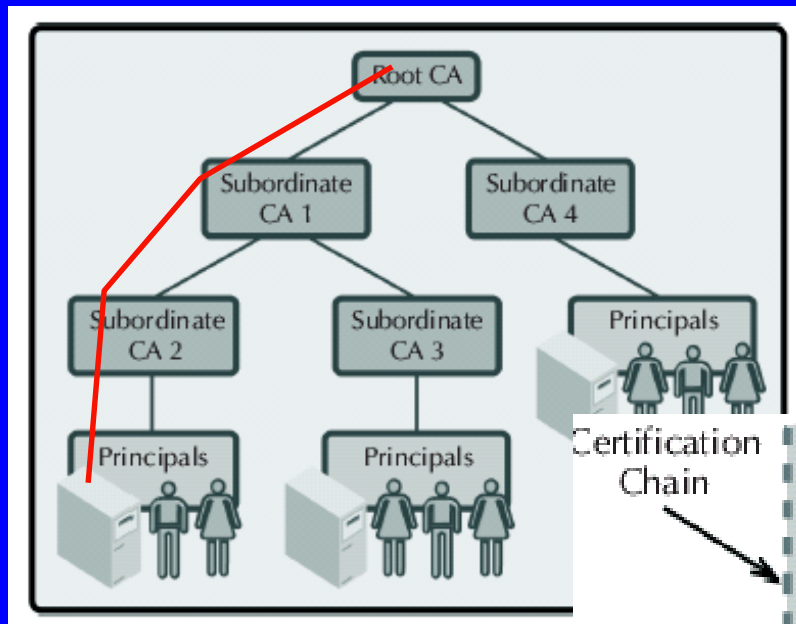 Root CA
Subordinate
CA 1
Subordinate
CA 4
Subordinate
CA 2
Subordinate
CA 3
Principals
Principals
Principals
Certification
Chain